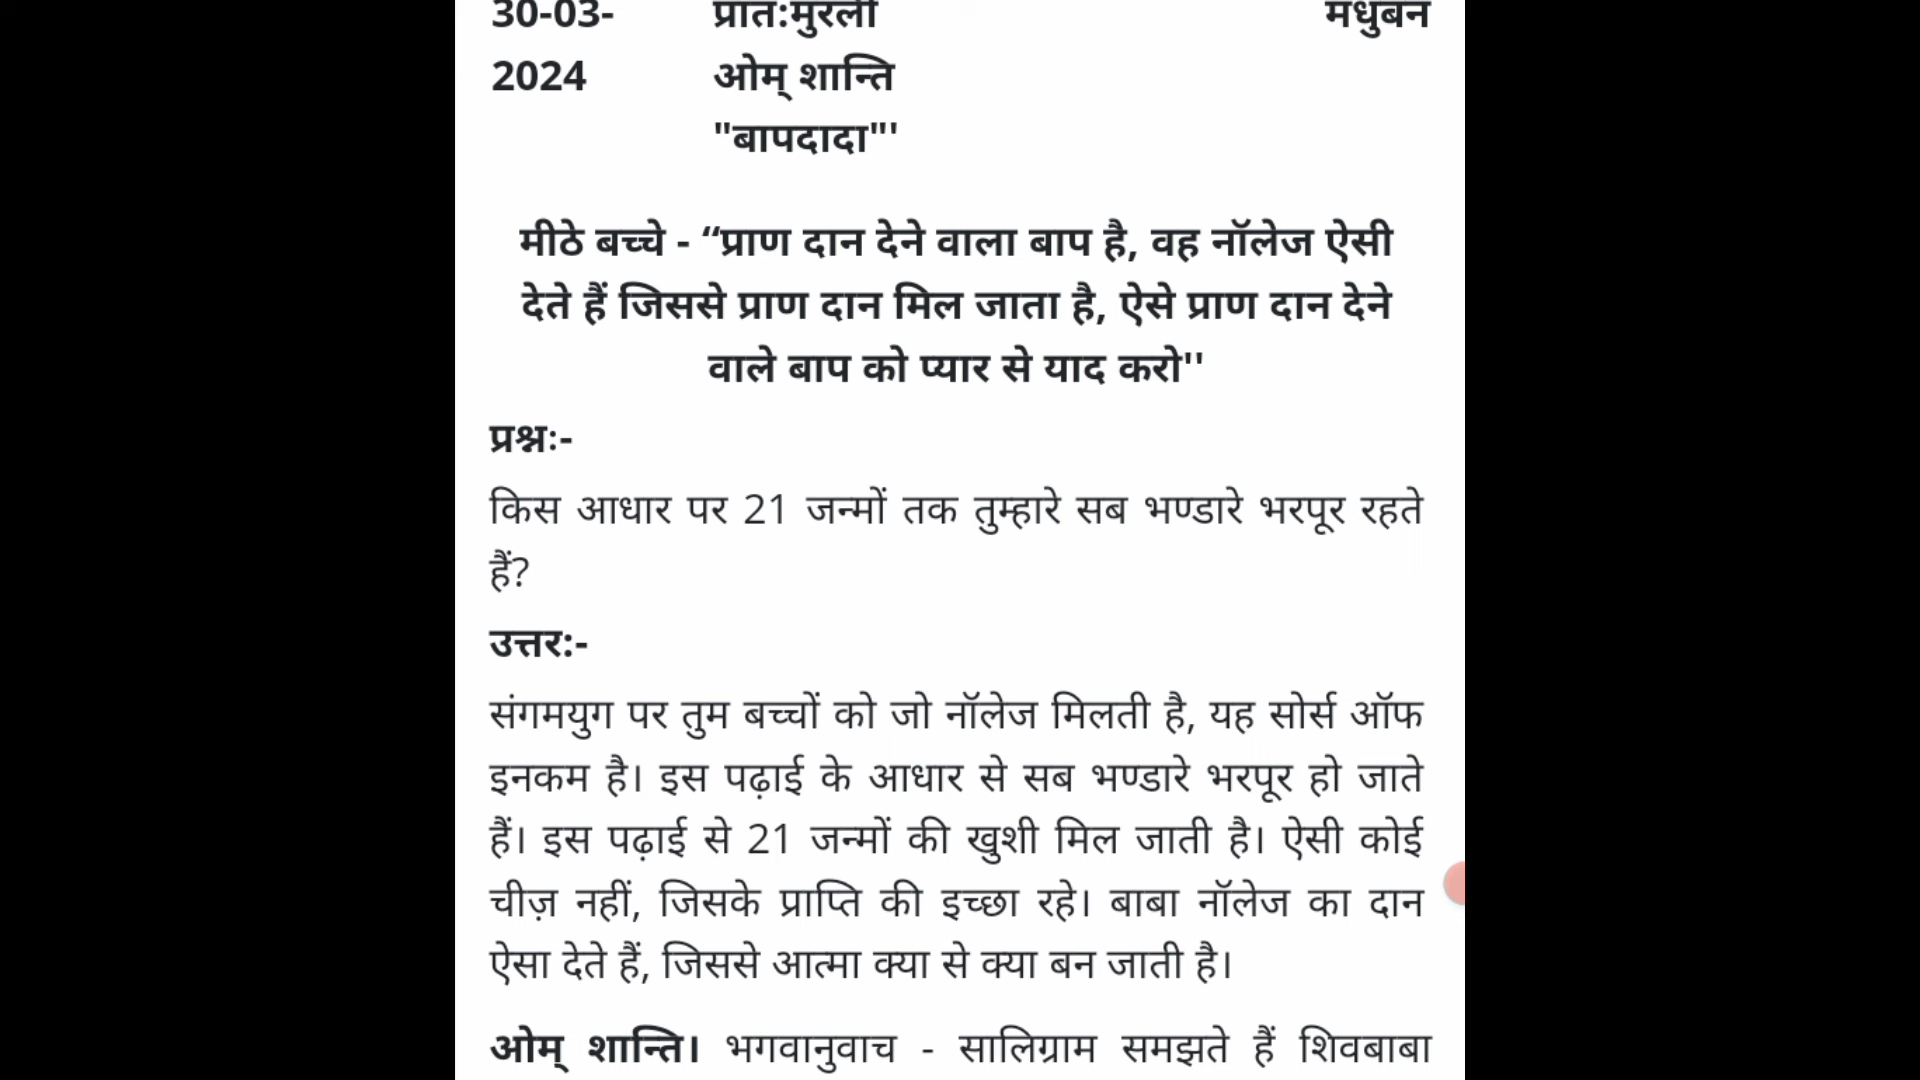 30-03- प्रात:मुरली मधुबन
2024 ओम् शान्ति
"बापदादा"'
मीठे बच्चे - “प्राण दान देने वाला बाप है, वह नॉलेज ऐसी
देते हैं जिससे प्राण दान मिल जाता है, ऐसे प्राण दान देने
वाले बाप को प्यार से याद करो''
प्रश्नः-
किस आधार पर 21 जन्मों तक तुम्हारे सब भण्डारे भरपूर रहते
हैं?
उत्तर:-
संगमयुग पर तुम बच्चों को जो नॉलेज मिलती है, यह सोर्स ऑफ
इनकम है। इस पढ़ाई के आधार से सब भण्डारे भरपूर हो जाते
हैं। इस पढ़ाई से 21 जन्मों की खुशी मिल जाती है। ऐसी कोई
चीज़ नहीं, जिसके प्राप्ति की इच्छा रहे। बाबा नॉलेज का दान
ऐसा देते हैं, जिससे आत्मा क्या से क्या बन जाती है।
ओम् शान्ति। भगवानुवाच - सालिग्राम समझते हैं शिवबाबा